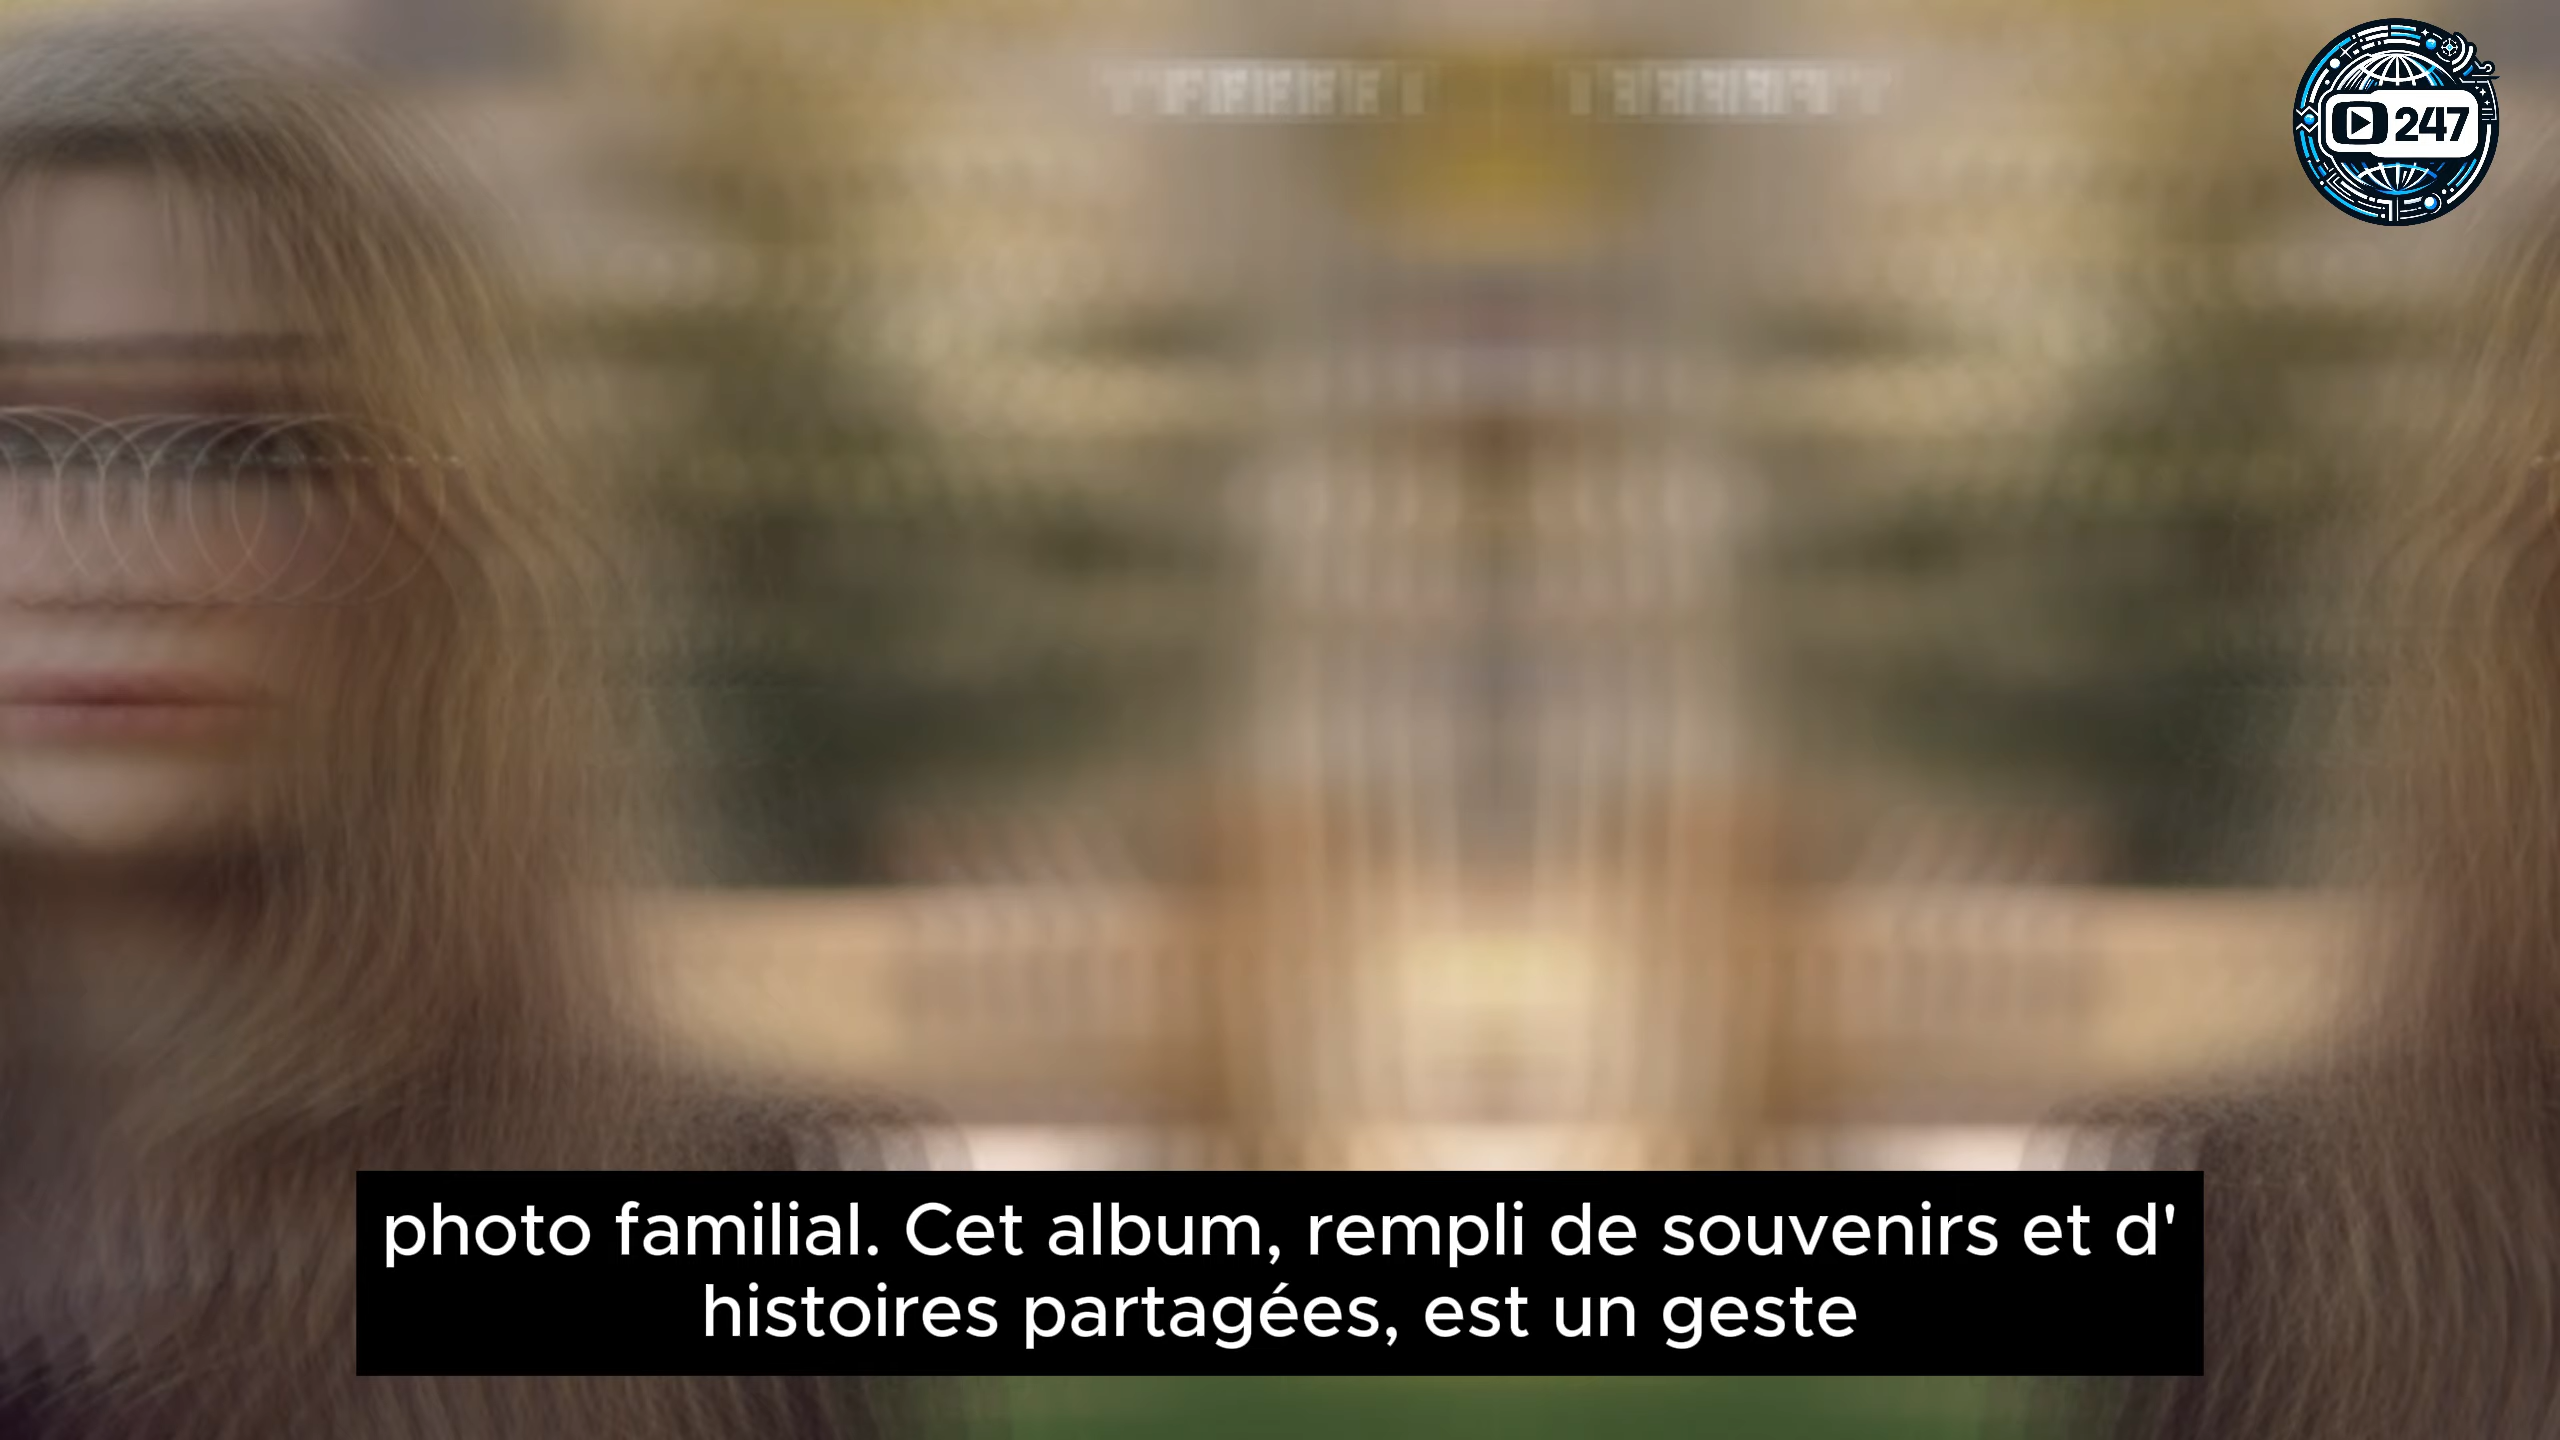 247
photo familial. Cet album, rempli de souvenirs et d'
histoires partagées, est un geste